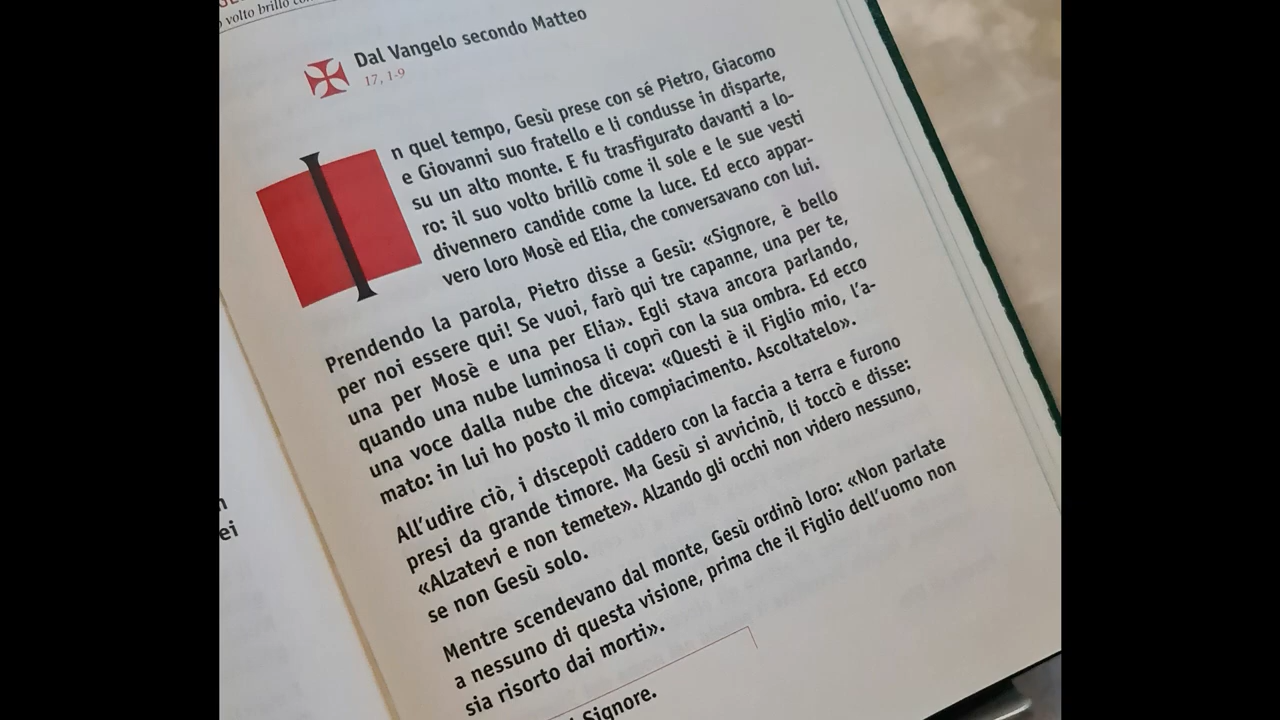 volto brillò
Dal Vangelo secondo Matteo
17, 1-9
In quel tempo, Gesù prese con sé Pietro, Giacomo
e Giovanni suo fratello e li condusse in disparte,
su un alto monte. E fu trasfigurato davanti a lo-
ro: il suo volto brillò come il sole e le sue vesti
divennero candide come la luce. Ed ecco appar-
vero loro Mosè ed Elia, che conversavano con lui.
Prendendo la parola, Pietro disse a Gesù: «Signore, è bello
per noi essere qui! Se vuoi, farò qui tre capanne, una per te,
una per Mosè e una per Elia». Egli stava ancora parlando,
quando una nube luminosa li coprì con la sua ombra. Ed ecco
una voce dalla nube che diceva: «Questi è il Figlio mio, l'a-
mato: in lui ho posto il mio compiacimento. Ascoltatelo».
All'udire ciò, i discepoli caddero con la faccia a terra e furono
presi da grande timore. Ma Gesù si avvicinò, li toccò e disse:
«Alzatevi e non temete». Alzando gli occhi non videro nessuno,
se non Gesù solo.
Mentre scendevano dal monte, Gesù ordinò loro: «Non parlate
a nessuno di questa visione, prima che il Figlio dell'uomo non
sia risorto dai morti».
Signore.